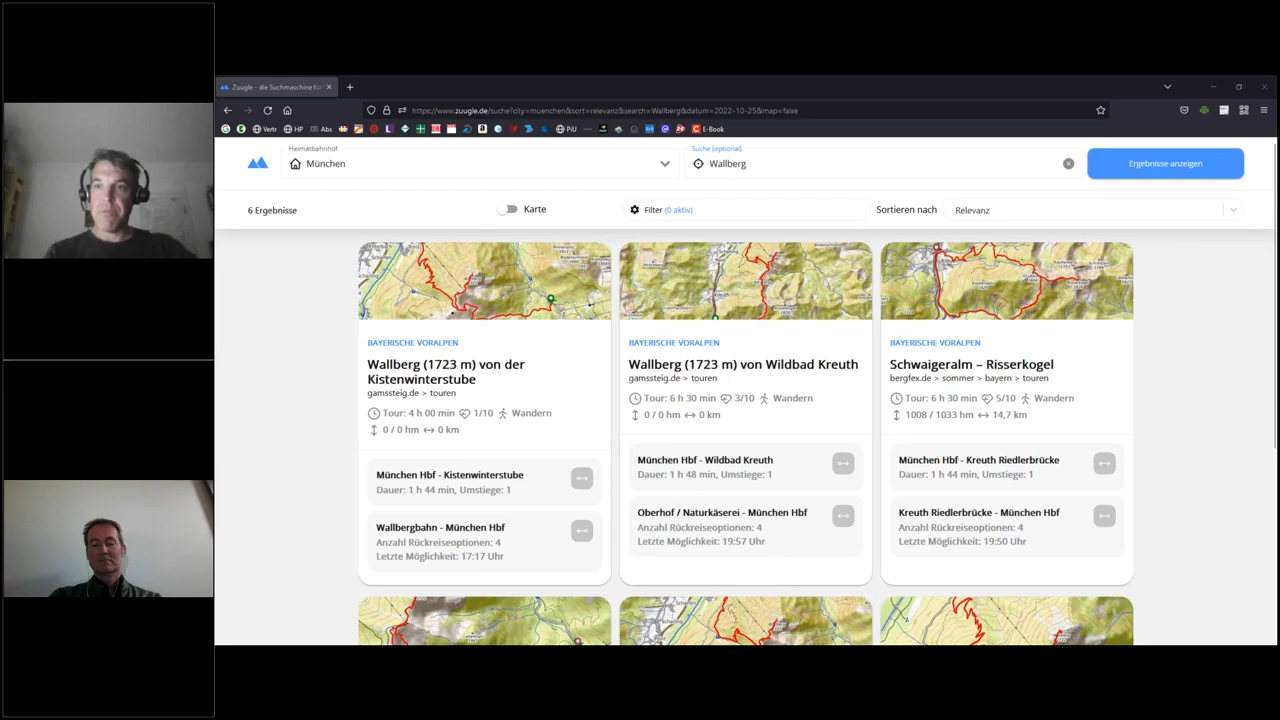 Zuugle - die Suchmaschine für
https://www.zuugle.de/suche?city=muenchen&sort=relevanz&search=Wallberg&datum=2022-10-25&map=false
Vertr
HP
Abs
PiU
E-Book
Heimatbahnhof
München
Suche (optional)
Wallberg
Ergebnisse anzeigen
6 Ergebnisse
Karte
Filter (0 aktiv)
Sortieren nach
Relevanz
BAYERISCHE VORALPEN
Wallberg (1723 m) von der
Kistenwinterstube
gamssteig.de > touren
Tour: 4 h 00 min 1/10 Wandern
0 / 0 hm 0 km
München Hbf - Kistenwinterstube
Dauer: 1 h 44 min, Umstiege: 1
Wallbergbahn - München Hbf
Anzahl Rückreiseoptionen: 4
Letzte Möglichkeit: 17:17 Uhr
BAYERISCHE VORALPEN
Wallberg (1723 m) von Wildbad Kreuth
gamssteig.de > touren
Tour: 6 h 30 min 3/10 Wandern
0 / 0 hm 0 km
München Hbf - Wildbad Kreuth
Dauer: 1 h 48 min, Umstiege: 1
Oberhof / Naturkäserei - München Hbf
Anzahl Rückreiseoptionen: 4
Letzte Möglichkeit: 19:57 Uhr
BAYERISCHE VORALPEN
Schwaigeralm – Risserkogel
bergfex.de > sommer > bayern > touren
Tour: 6 h 30 min 5/10 Wandern
1008 / 1033 hm 14,7 km
München Hbf - Kreuth Riedlerbrücke
Dauer: 1 h 44 min, Umstiege: 1
Kreuth Riedlerbrücke - München Hbf
Anzahl Rückreiseoptionen: 4
Letzte Möglichkeit: 19:50 Uhr